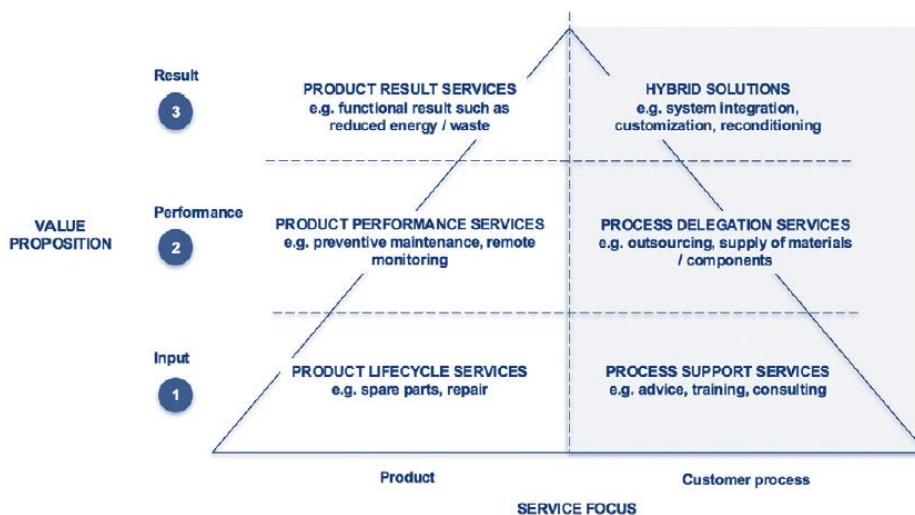 Result
3
PRODUCT RESULT SERVICES
e.g. functional result such as
reduced energy / waste
HYBRID SOLUTIONS
e.g. system integration,
customization, reconditioning
VALUE
PROPOSITION
Performance
2
PRODUCT PERFORMANCE SERVICES
e.g. preventive maintenance, remote
monitoring
PROCESS DELEGATION SERVICES
e.g. outsourcing, supply of materials
/ components
Input
1
PRODUCT LIFECYCLE SERVICES
e.g. spare parts, repair
PROCESS SUPPORT SERVICES
e.g. advice, training, consulting
Product
Customer process
SERVICE FOCUS